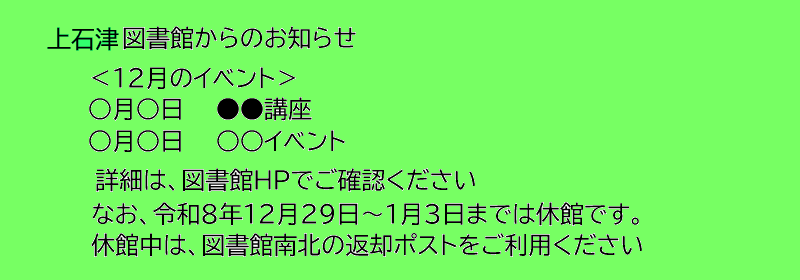 上石津図書館からのお知らせ
＜12月のイベント＞
○月○日　●●講座
○月○日　○○イベント
詳細は、図書館HPでご確認ください
なお、令和8年12月29日～1月3日までは休館です。
休館中は、図書館南北の返却ポストをご利用ください